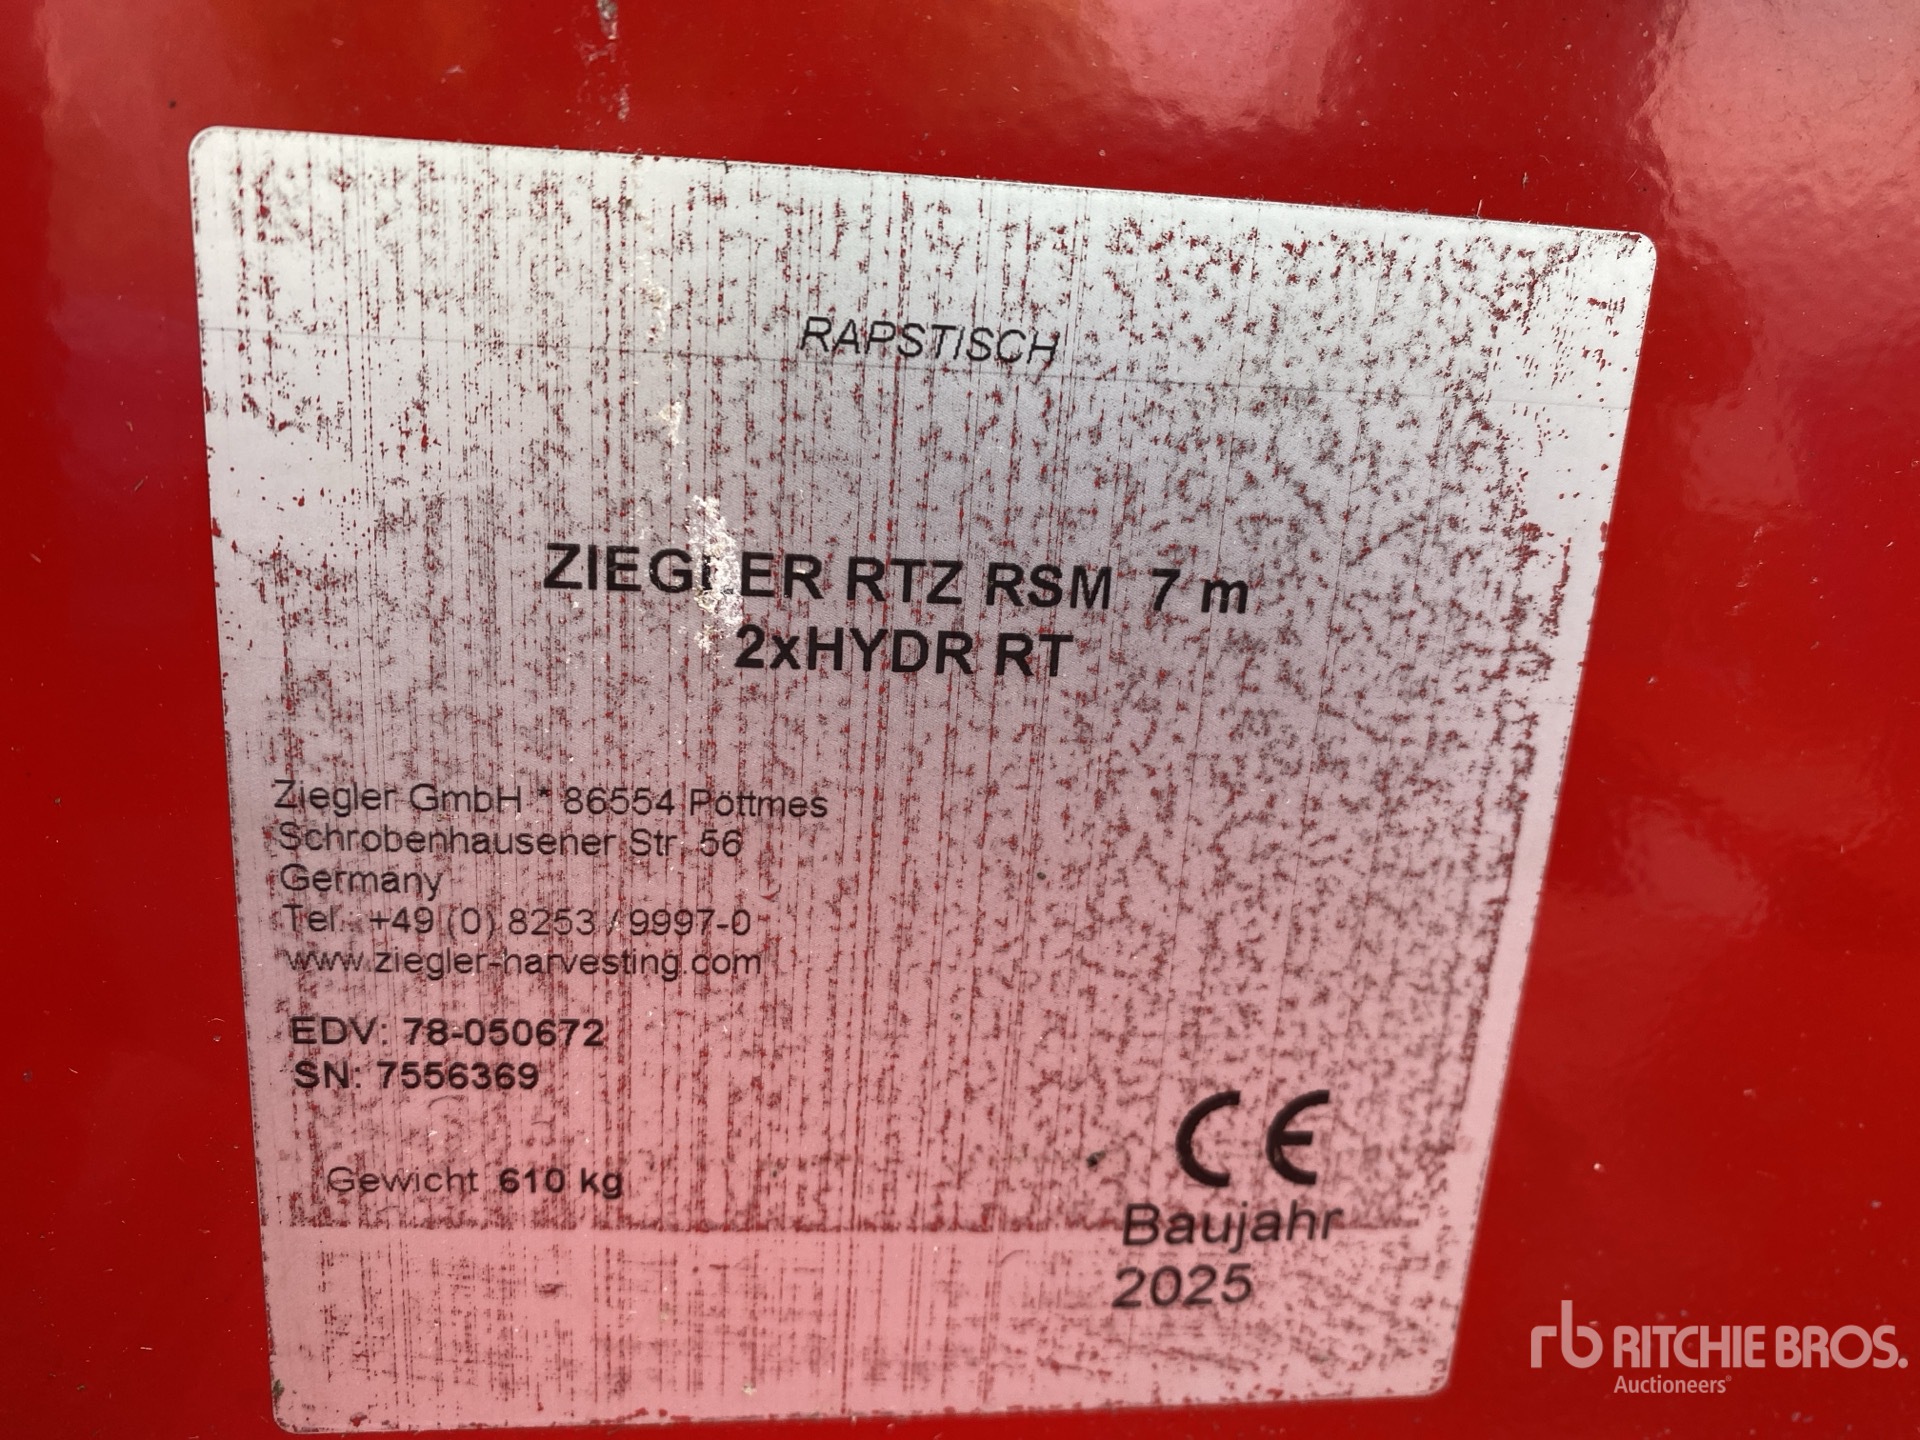 RAPSTISCH
ZIEGLER RTZ RSM 7 m
2xHYDR RT
Ziegler GmbH * 86554 Pöttmes
Schrobenhausener Str. 56
Germany
Tel.: +49 (0) 8253 / 9997-0
www.ziegler-harvesting.com
EDV: 78-050672
SN: 7556369
Gewicht 610 kg
CE
Baujahr
2025
rb RITCHIE BROS.
Auctioneers